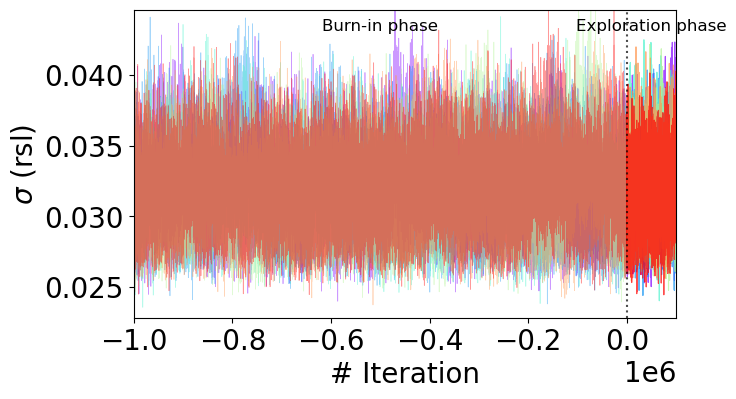 Burn-in phase
Exploration phase
0.040
0.035
0.030
0.025
σ (rsl)
−1.0 −0.8 −0.6 −0.4 −0.2 0.0
# Iteration
1e6